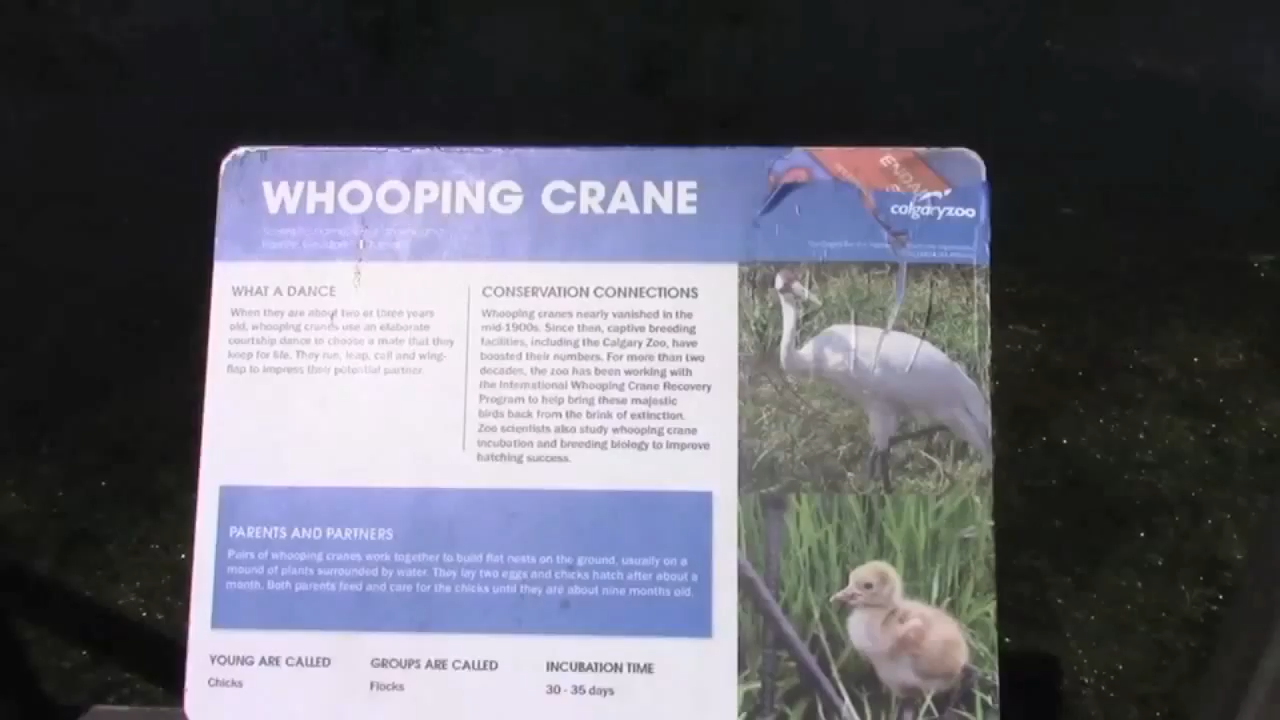 WHOOPING CRANE
ENDAN
calgaryzoo
WHAT A DANCE
When they are about two or three years
old, whooping cranes use an elaborate
courtship dance to choose a mate that they
keep for life. They run, leap, call and wing-
flap to impress their potential partner.
CONSERVATION CONNECTIONS
Whooping cranes nearly vanished in the
mid-1900s. Since then, captive breeding
facilities, including the Calgary Zoo, have
boosted their numbers. For more than two
decades, the zoo has been working with
the International Whooping Crane Recovery
Program to help bring these majestic
birds back from the brink of extinction.
Zoo scientists also study whooping crane
incubation and breeding biology to improve
hatching success.
PARENTS AND PARTNERS
Pairs of whooping cranes work together to build flat nests on the ground, usually on a
mound of plants surrounded by water. They lay two eggs and chicks hatch after about a
month. Both parents feed and care for the chicks until they are about nine months old.
YOUNG ARE CALLED
Chicks
GROUPS ARE CALLED
Flocks
INCUBATION TIME
30 - 35 days